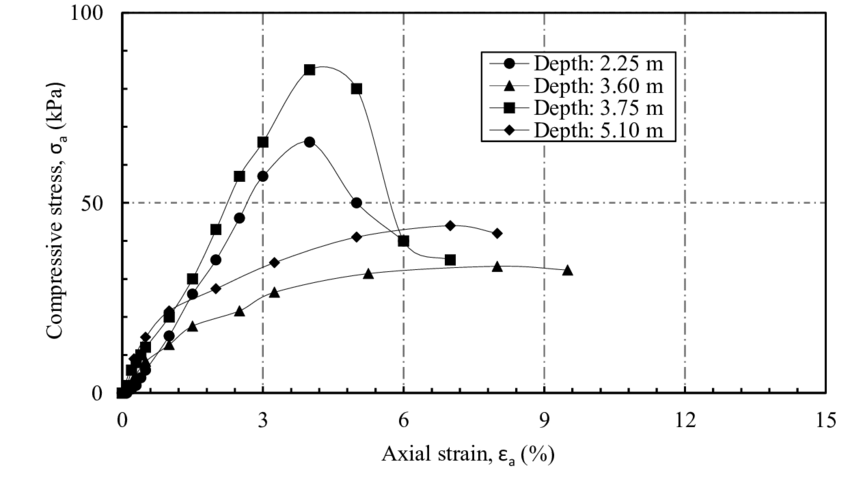 100
50
0
0
3
6
9
12
15
Compressive stress, σa (kPa)
Axial strain, εa (%)
Depth: 2.25 m
Depth: 3.60 m
Depth: 3.75 m
Depth: 5.10 m